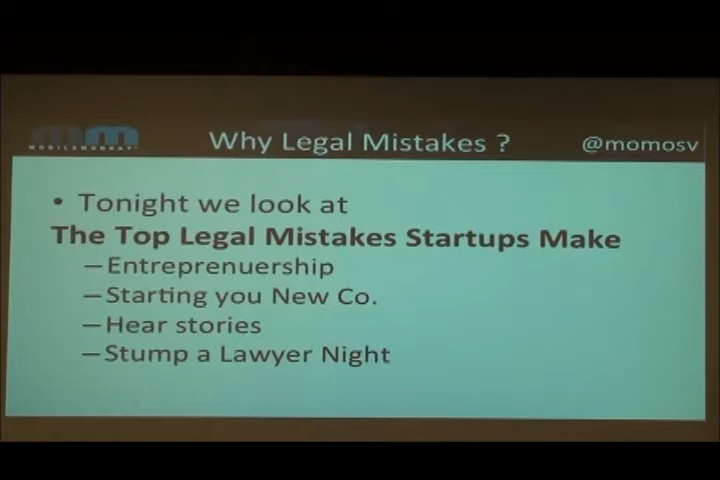 MOBILEMONDAY
Why Legal Mistakes ?
@momosv
• Tonight we look at
The Top Legal Mistakes Startups Make
–Entreprenuership
–Starting you New Co.
–Hear stories
–Stump a Lawyer Night